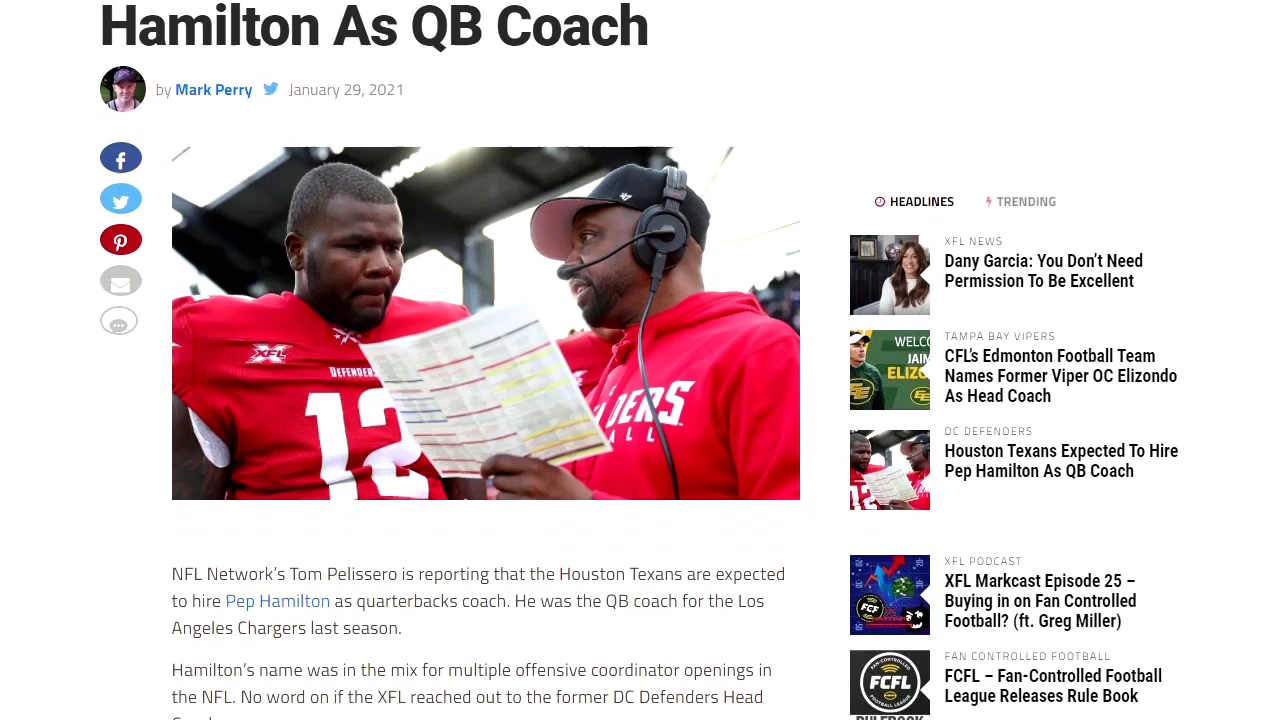 Hamilton As QB Coach
by Mark Perry January 29, 2021
XFL
DEFENDERS
12
HEADLINES TRENDING
XFL NEWS
Dany Garcia: You Don't Need
Permission To Be Excellent
TAMPA BAY VIPERS
CFL's Edmonton Football Team
Names Former Viper OC Elizondo
As Head Coach
DC DEFENDERS
Houston Texans Expected To Hire
Pep Hamilton As QB Coach
XFL PODCAST
XFL Markcast Episode 25 –
Buying in on Fan Controlled
Football? (ft. Greg Miller)
FCF
FAN CONTROLLED FOOTBALL
FCFL – Fan-Controlled Football
League Releases Rule Book
FCFL
NFL Network's Tom Pelissero is reporting that the Houston Texans are expected
to hire Pep Hamilton as quarterbacks coach. He was the QB coach for the Los
Angeles Chargers last season.
Hamilton's name was in the mix for multiple offensive coordinator openings in
the NFL. No word on if the XFL reached out to the former DC Defenders Head